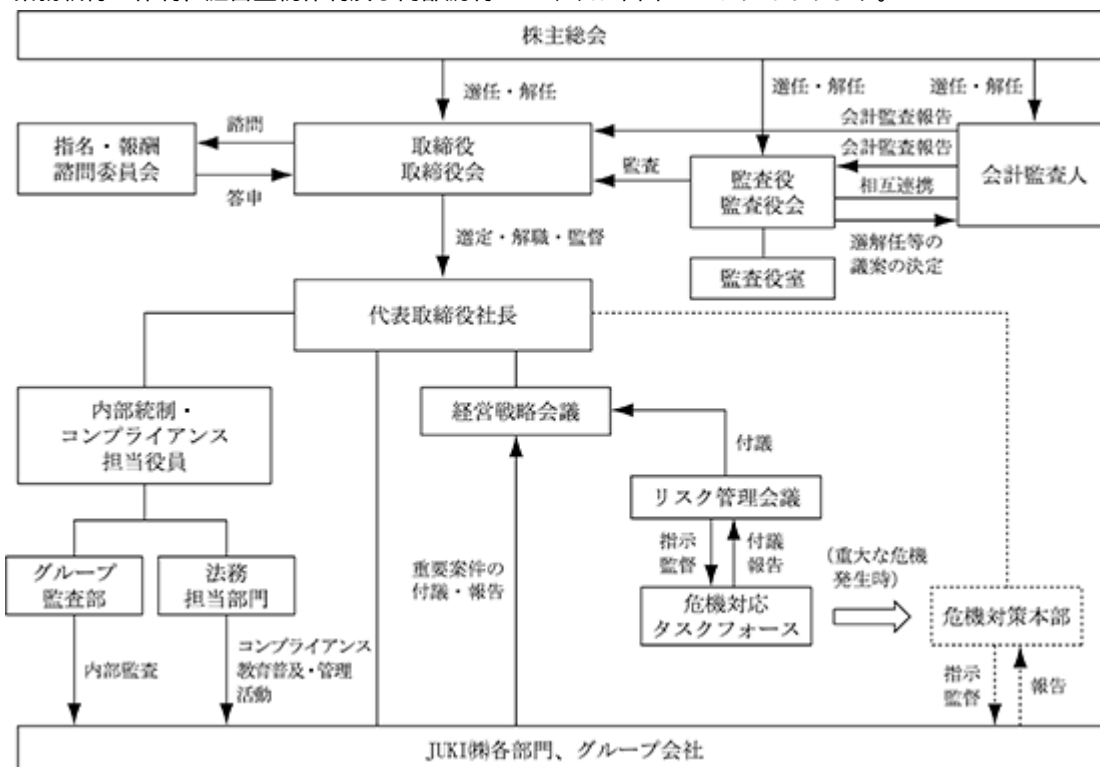 株主総会
選任・解任
選任・解任
選任・解任
指名・報酬
諮問委員会
諮問
答申
取締役
取締役会
会計監査報告
会計監査報告
監査
監査役
監査役会
相互連携
会計監査人
選解任等の
議案の決定
監査役室
選定・解職・監督
代表取締役社長
内部統制・
コンプライアンス
担当役員
経営戦略会議
付議
リスク管理会議
指示
監督
付議
報告
(重大な危機
発生時)
グループ
監査部
法務
担当部門
重要案件の
付議・報告
危機対応
タスクフォース
危機対策本部
内部監査
コンプライアンス
教育普及・管理
活動
指示
監督
報告
JUKI㈱各部門、グループ会社